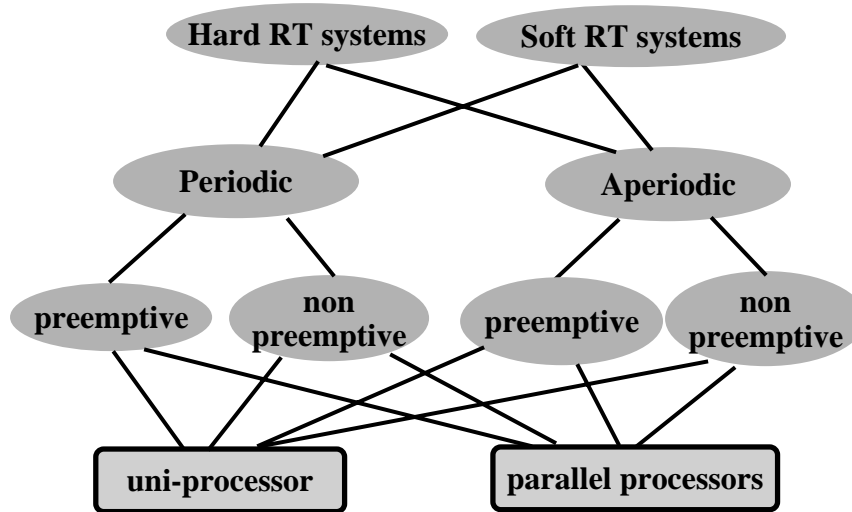 Hard RT systems
Soft RT systems
Periodic
Aperiodic
preemptive
non
preemptive
preemptive
non
preemptive
uni-processor
parallel processors